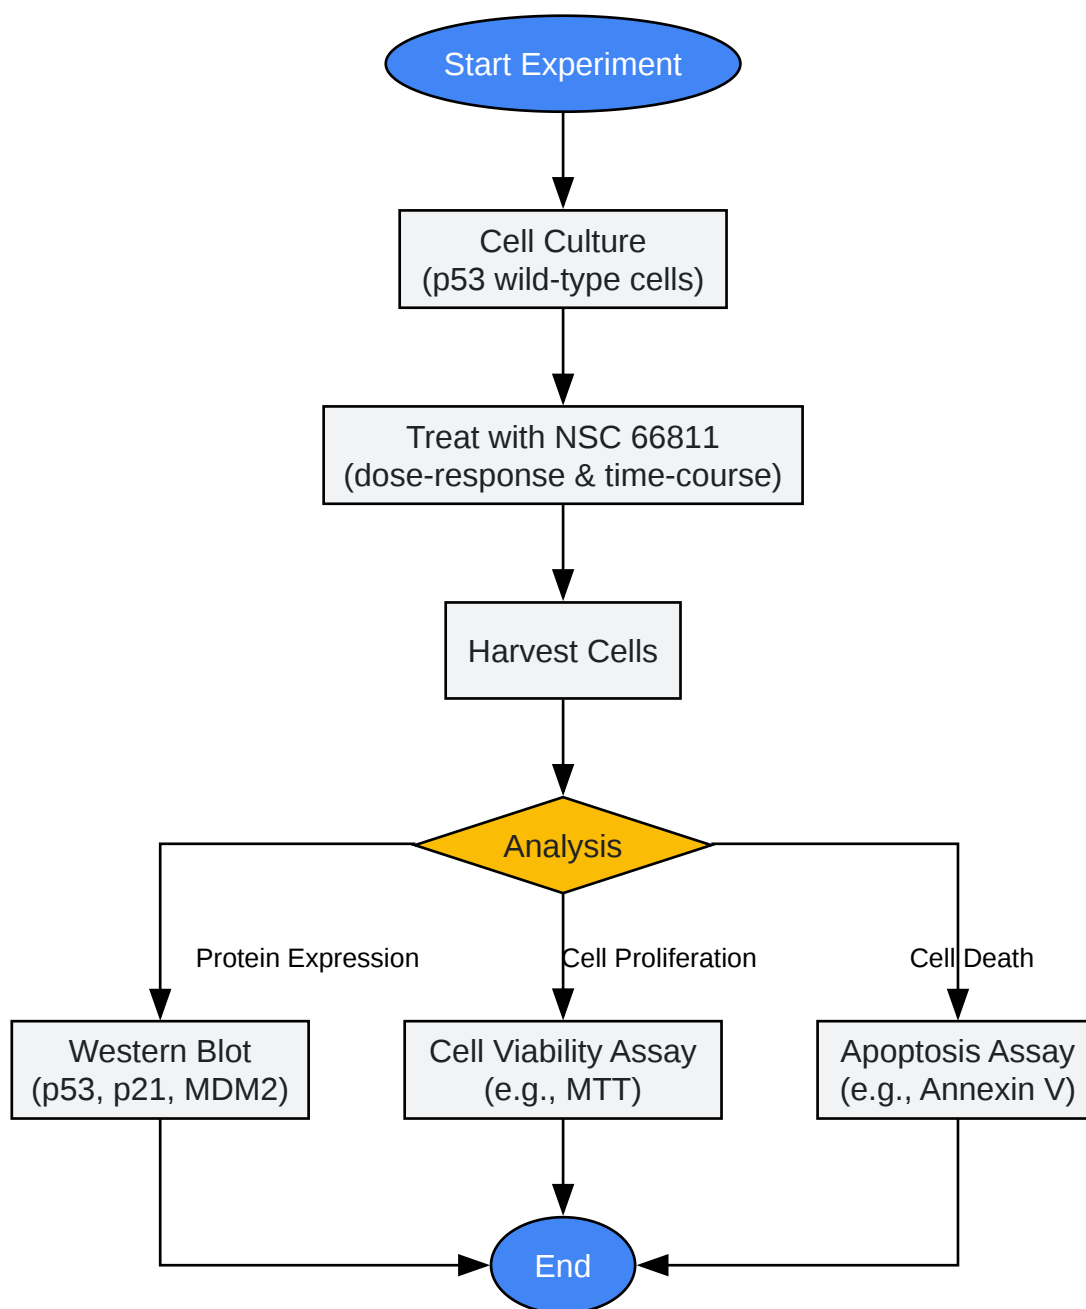 Start Experiment
Cell Culture
(p53 wild-type cells)
Treat with NSC 66811
(dose-response & time-course)
Harvest Cells
Analysis
Protein Expression
Cell Proliferation
Cell Death
Western Blot
(p53, p21, MDM2)
Cell Viability Assay
(e.g., MTT)
Apoptosis Assay
(e.g., Annexin V)
End